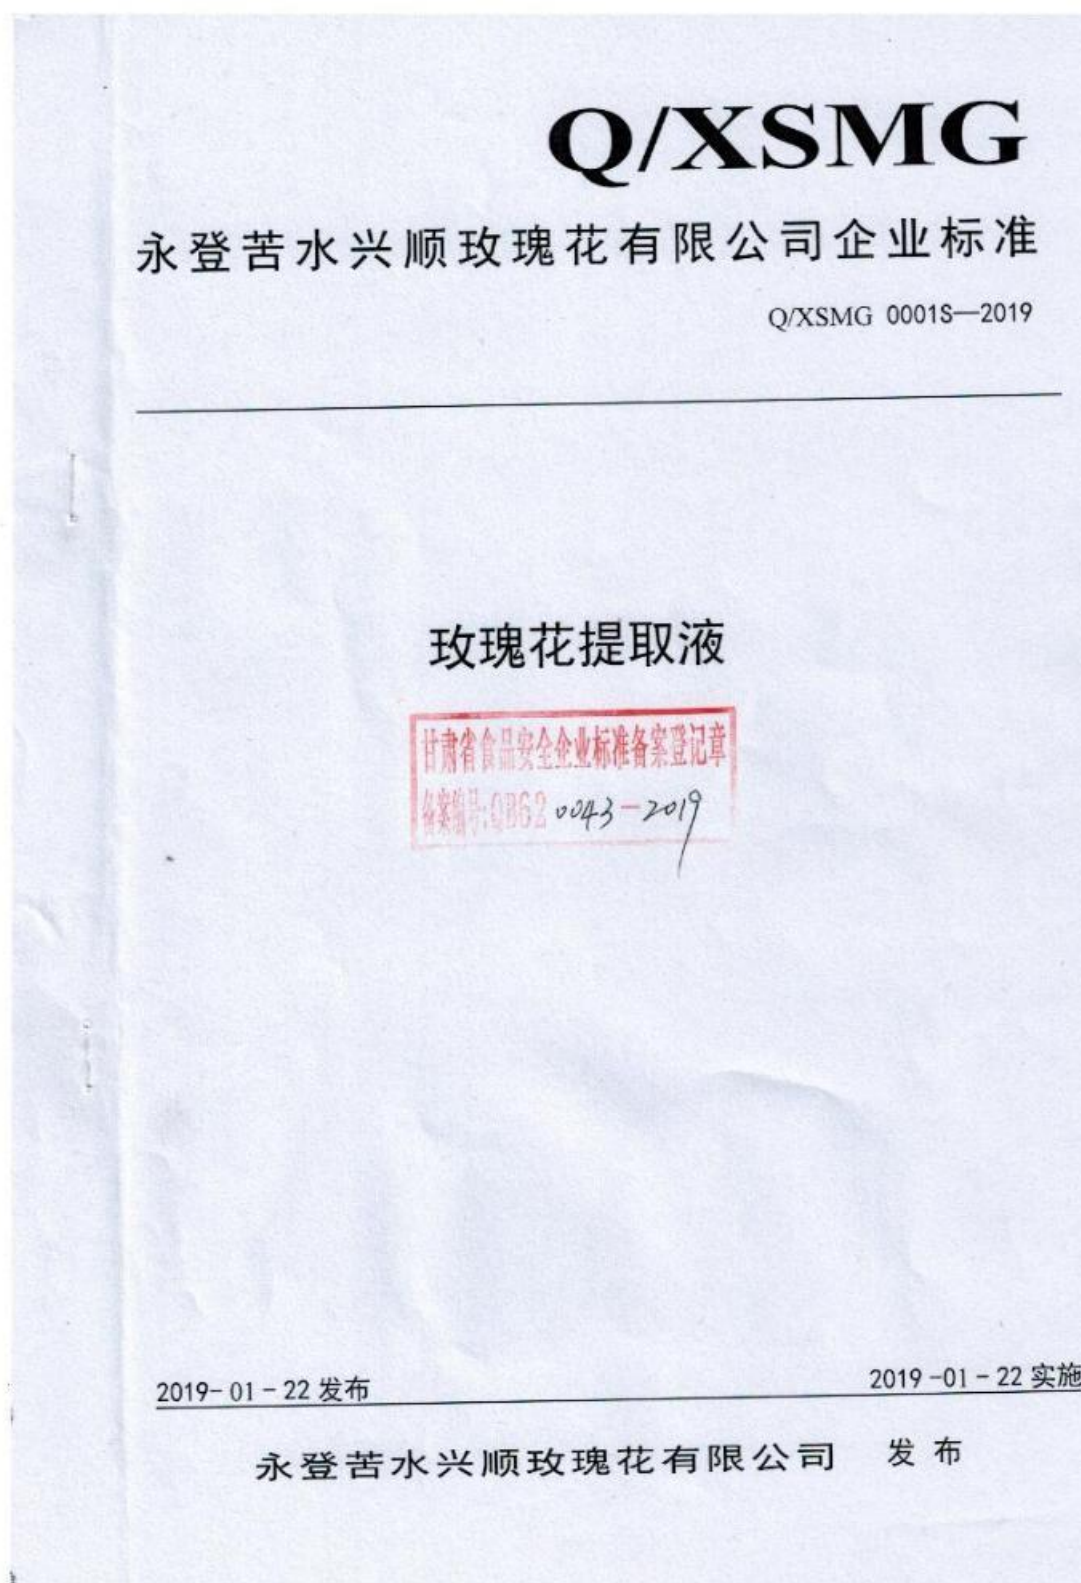 Q/XSMG
永登苦水兴顺玫瑰花有限公司企业标准
Q/XSMG 0001S—2019
玫瑰花提取液
甘肃省食品安全企业标准备案登记章
备案编号:QB62 0043-2019
2019-01-22发布
2019-01-22实施
永登苦水兴顺玫瑰花有限公司 发布